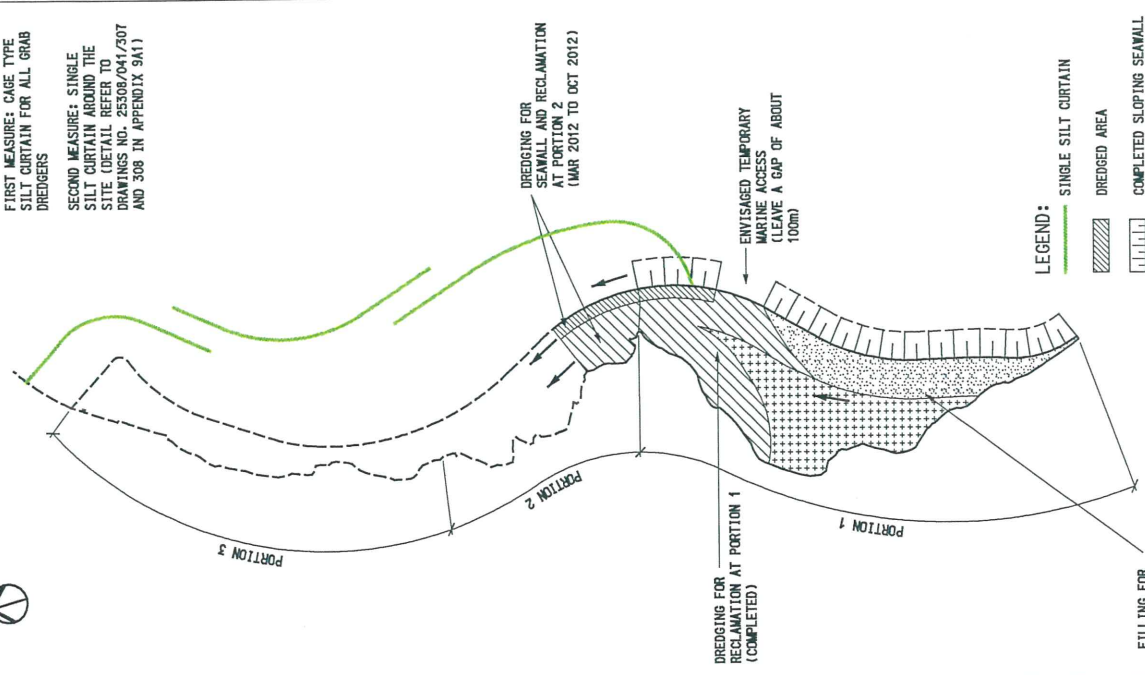 FIRST MEASURE: CAGE TYPE
SILT CURTAIN FOR ALL GRAB
DREDGERS
SECOND MEASURE: SINGLE
SILT CURTAIN AROUND THE
SITE (DETAIL REFER TO
DRAWINGS NO. 25308/041/307
AND 308 IN APPENDIX 9A1)
DREDGING FOR
SEAWALL AND RECLAMATION
AT PORTION 2
(MAR 2012 TO OCT 2012)
ENVISAGED TEMPORARY
MARINE ACCESS
(LEAVE A GAP OF ABOUT
100m)
PORTION 3
PORTION 2
PORTION 1
DREDGING FOR
RECLAMATION AT PORTION 1
(COMPLETED)
LEGEND:
SINGLE SILT CURTAIN
DREDGED AREA
COMPLETED SLOPING SEAWALL
FILLING FOR